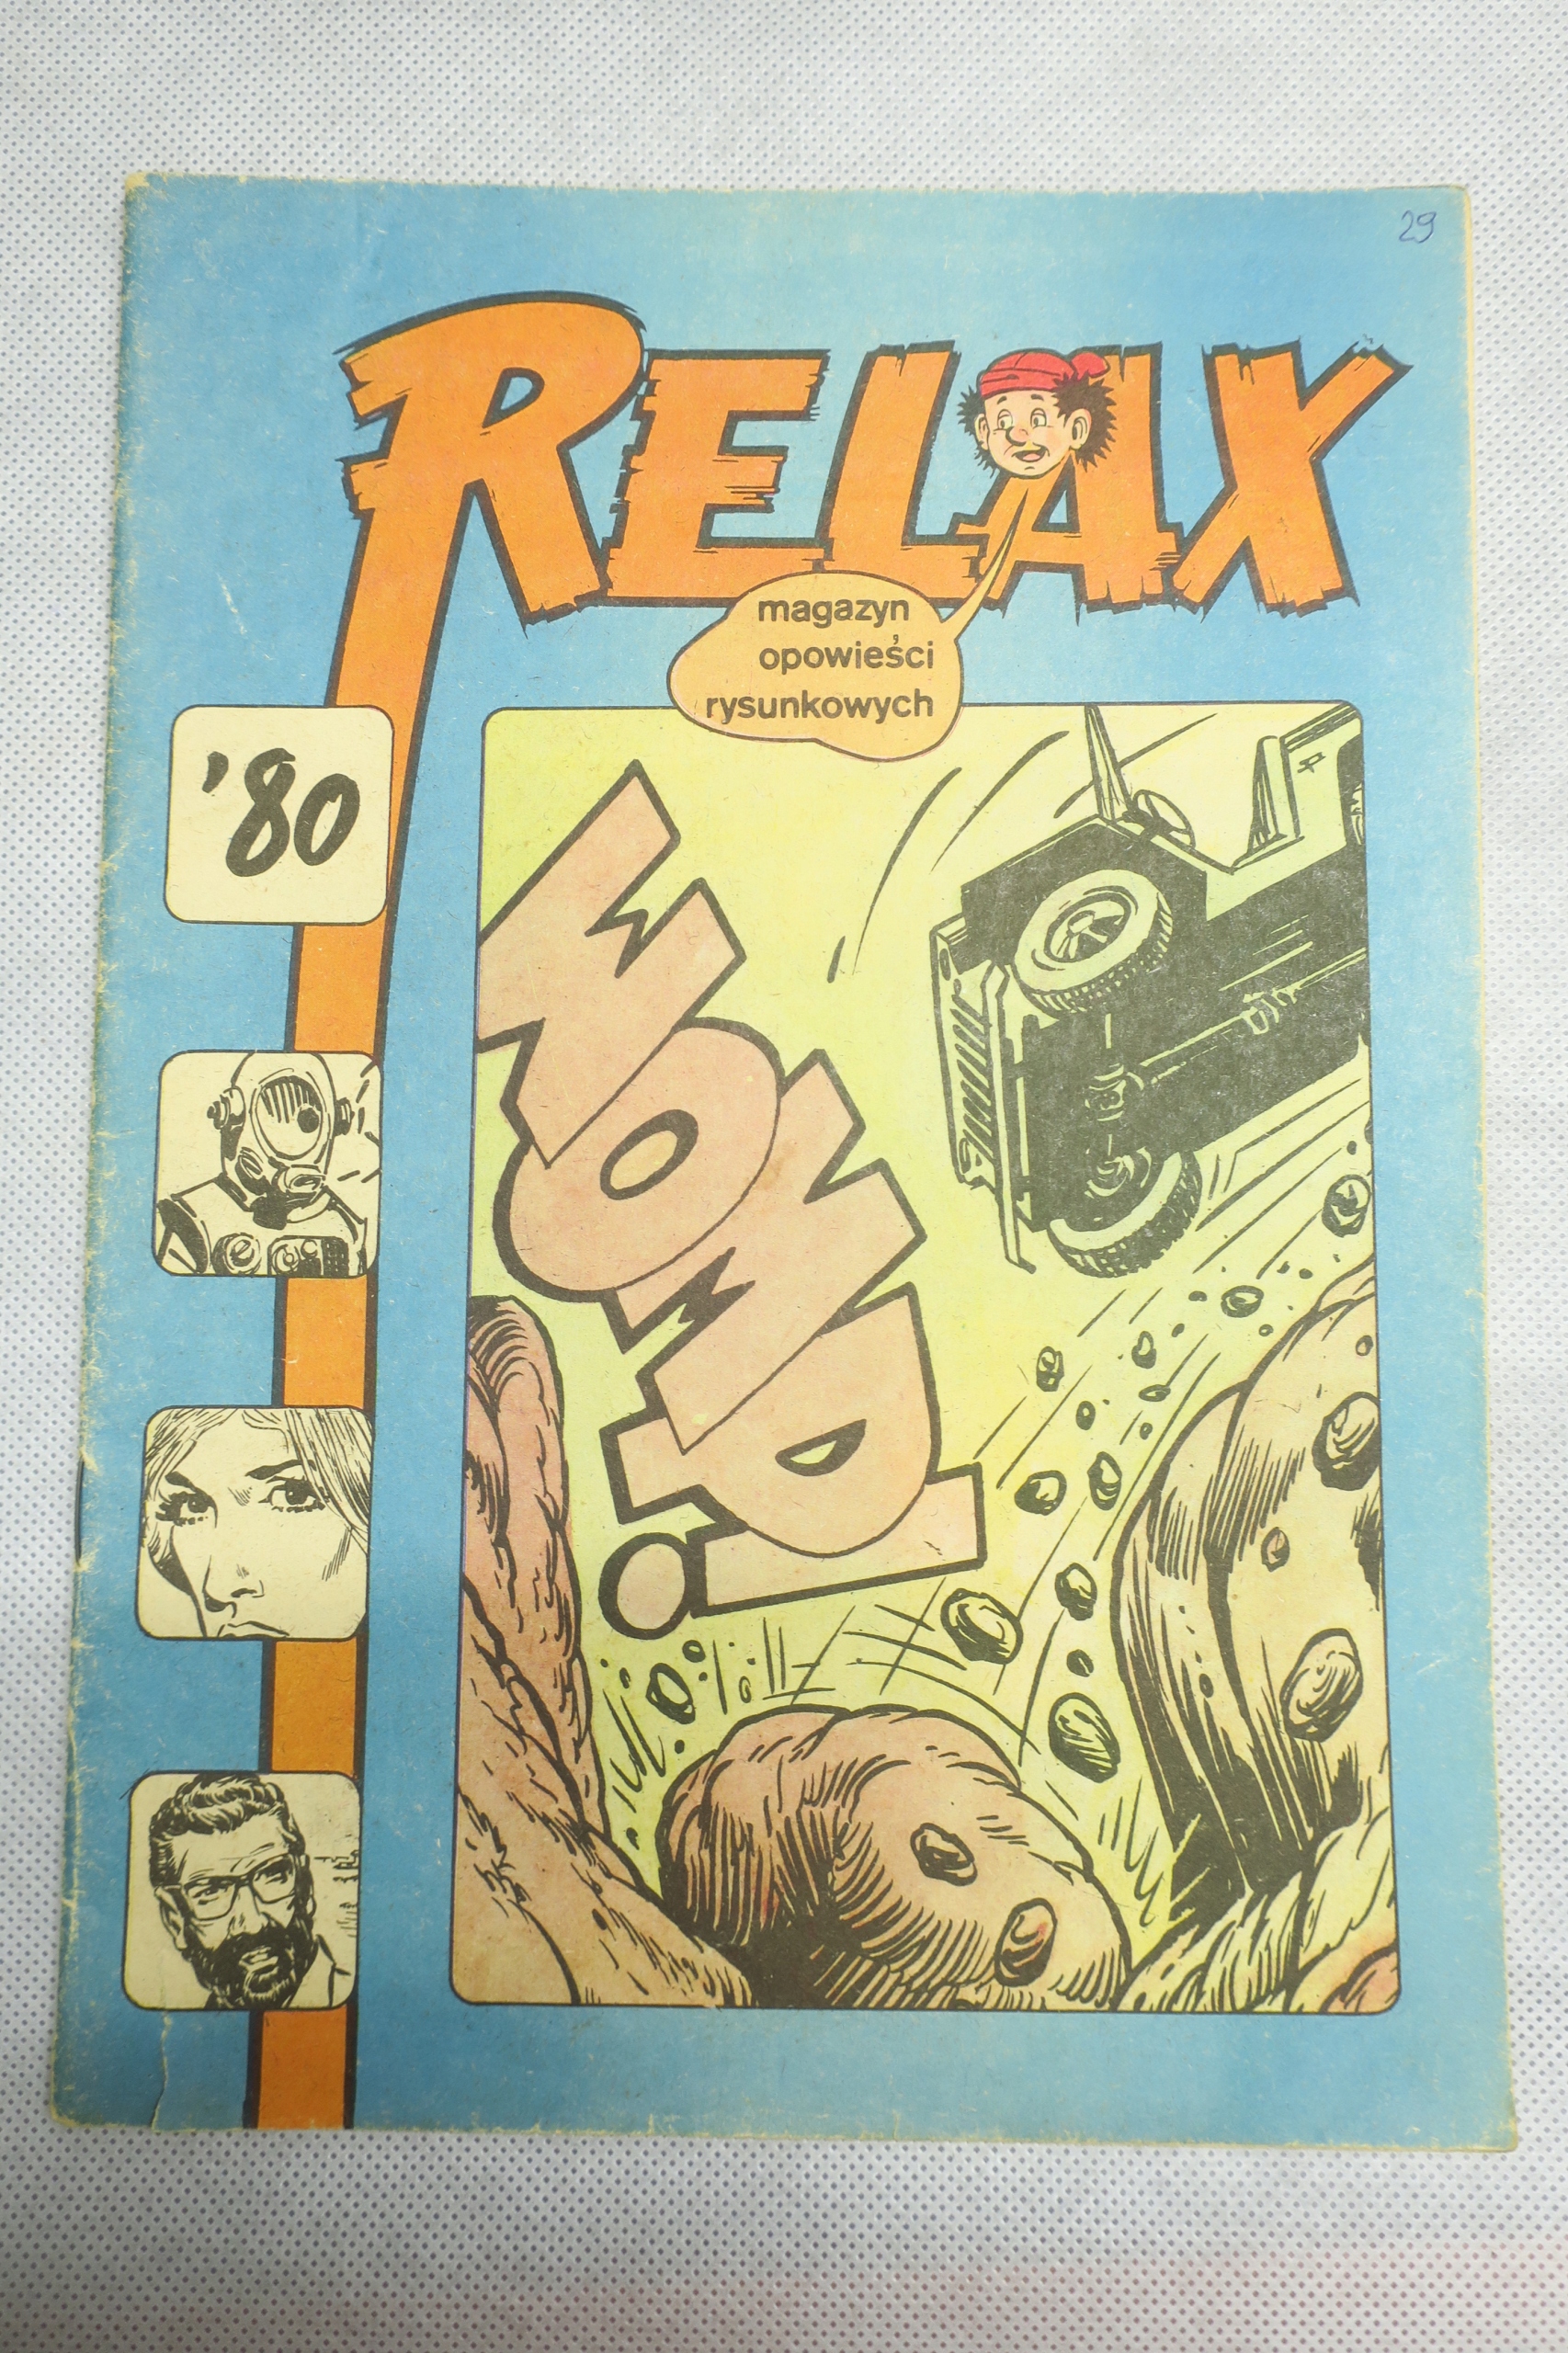 29
RELAX
magazyn
opowieści
rysunkowych
'80
WOMP!